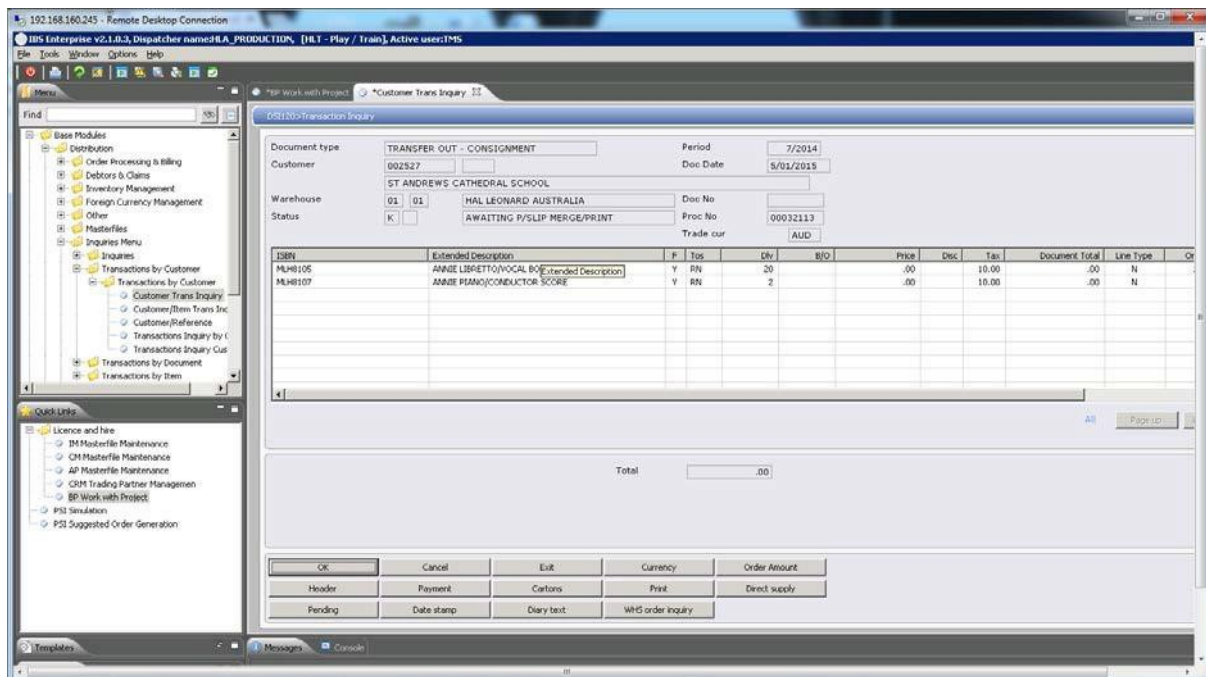 192.168.160.245 - Remote Desktop Connection
IBS Enterprise v2.1.0.3, Dispatcher name:HLA_PRODUCTION, [HLT - Play / Train], Active user:TMS
File Tools Window Options Help
Menu
*BP Work with Project *Customer Trans Inquiry
Find
DSI120>Transaction Inquiry
Base Modules
Distribution
Order Processing & Billing
Debtors & Claims
Inventory Management
Foreign Currency Management
Other
Masterfiles
Inquiries Menu
Inquiries
Transactions by Customer
Transactions by Customer
Customer Trans Inquiry
Customer/Item Trans Inq
Customer/Reference
Transactions Inquiry by C
Transactions Inquiry Cus
Transactions by Document
Transactions by Item
Quick Links
Licence and hire
IM Masterfile Maintenance
CM Masterfile Maintenance
AP Masterfile Maintenance
CRM Trading Partner Managemen
BP Work with Project
PSI Simulation
PSI Suggested Order Generation
Templates
Document type TRANSFER OUT - CONSIGNMENT Period 7/2014
Customer 002527 Doc Date 5/01/2015
ST ANDREWS CATHEDRAL SCHOOL
Warehouse 01 01 HAL LEONARD AUSTRALIA Doc No
Status K AWAITING P/SLIP MERGE/PRINT Proc No 00032113
Trade cur AUD
ISBN Extended Description F Tos Dlv B/O Price Disc Tax Document Total Line Type Or
MLH8105 ANNIE LIBRETTO/VOCAL BO Extended Description Y RN 20 .00 10.00 .00 N
MLH8107 ANNIE PIANO/CONDUCTOR SCORE Y RN 2 .00 10.00 .00 N
All Page up
Total .00
OK Cancel Exit Currency Order Amount
Header Payment Cartons Print Direct supply
Pending Date stamp Diary text WHS order inquiry
Messages Console